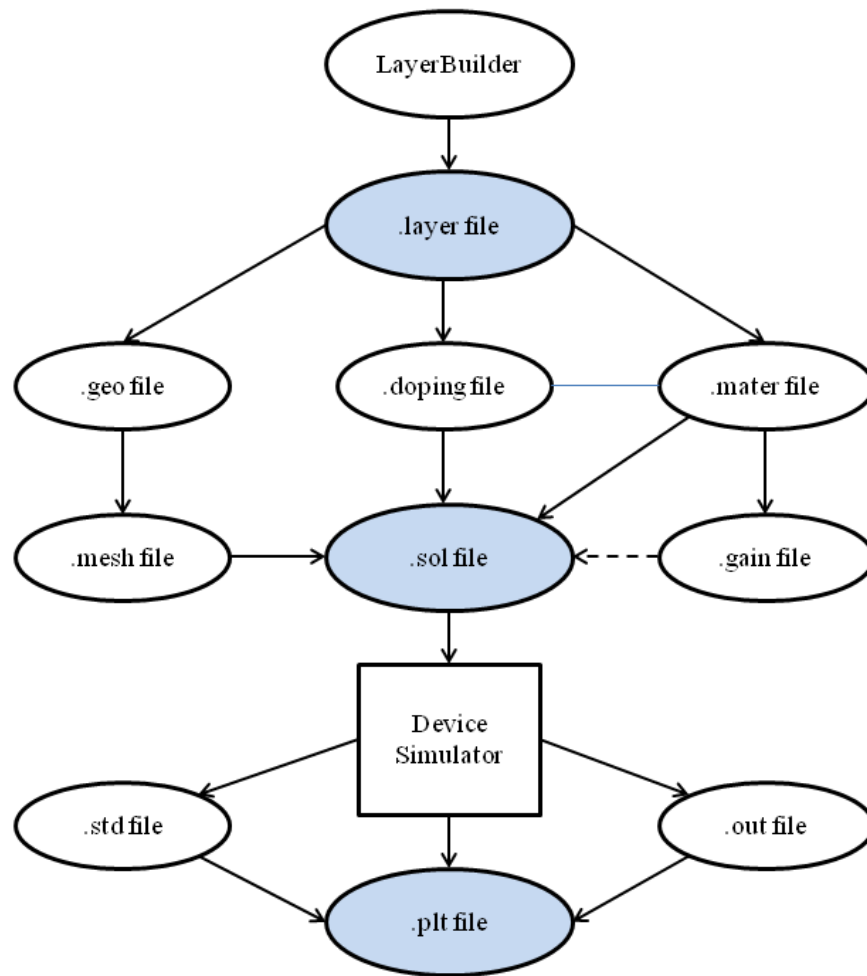 LayerBuilder
.layer file
.geo file
.doping file
.mater file
.mesh file
.sol file
.gain file
Device
Simulator
.std file
.out file
.plt file